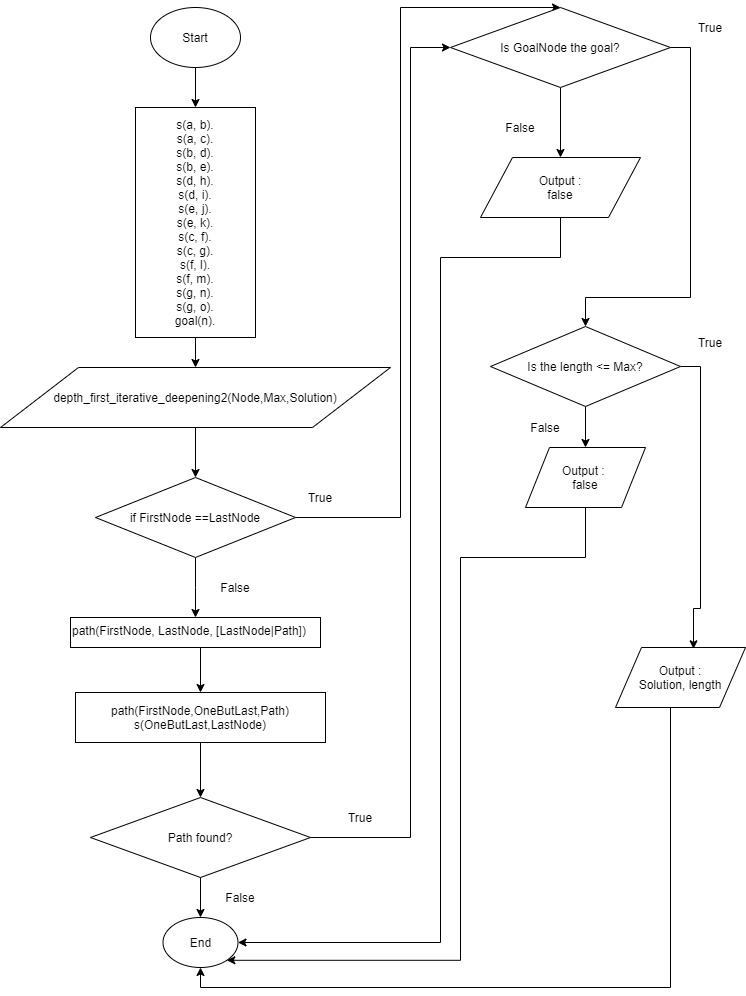 Start
s(a, b).
s(a, c).
s(b, d).
s(b, e).
s(d, h).
s(d, i).
s(e, j).
s(e, k).
s(c, f).
s(c, g).
s(f, l).
s(f, m).
s(g, n).
s(g, o).
goal(n).
depth_first_iterative_deepening2(Node,Max,Solution)
if FirstNode ==LastNode
True
False
path(FirstNode, LastNode, [LastNode|Path])
path(FirstNode,OneButLast,Path)
s(OneButLast,LastNode)
Path found?
True
False
End
Is GoalNode the goal?
True
False
Output :
false
Is the length <= Max?
True
False
Output :
false
Output :
Solution, length